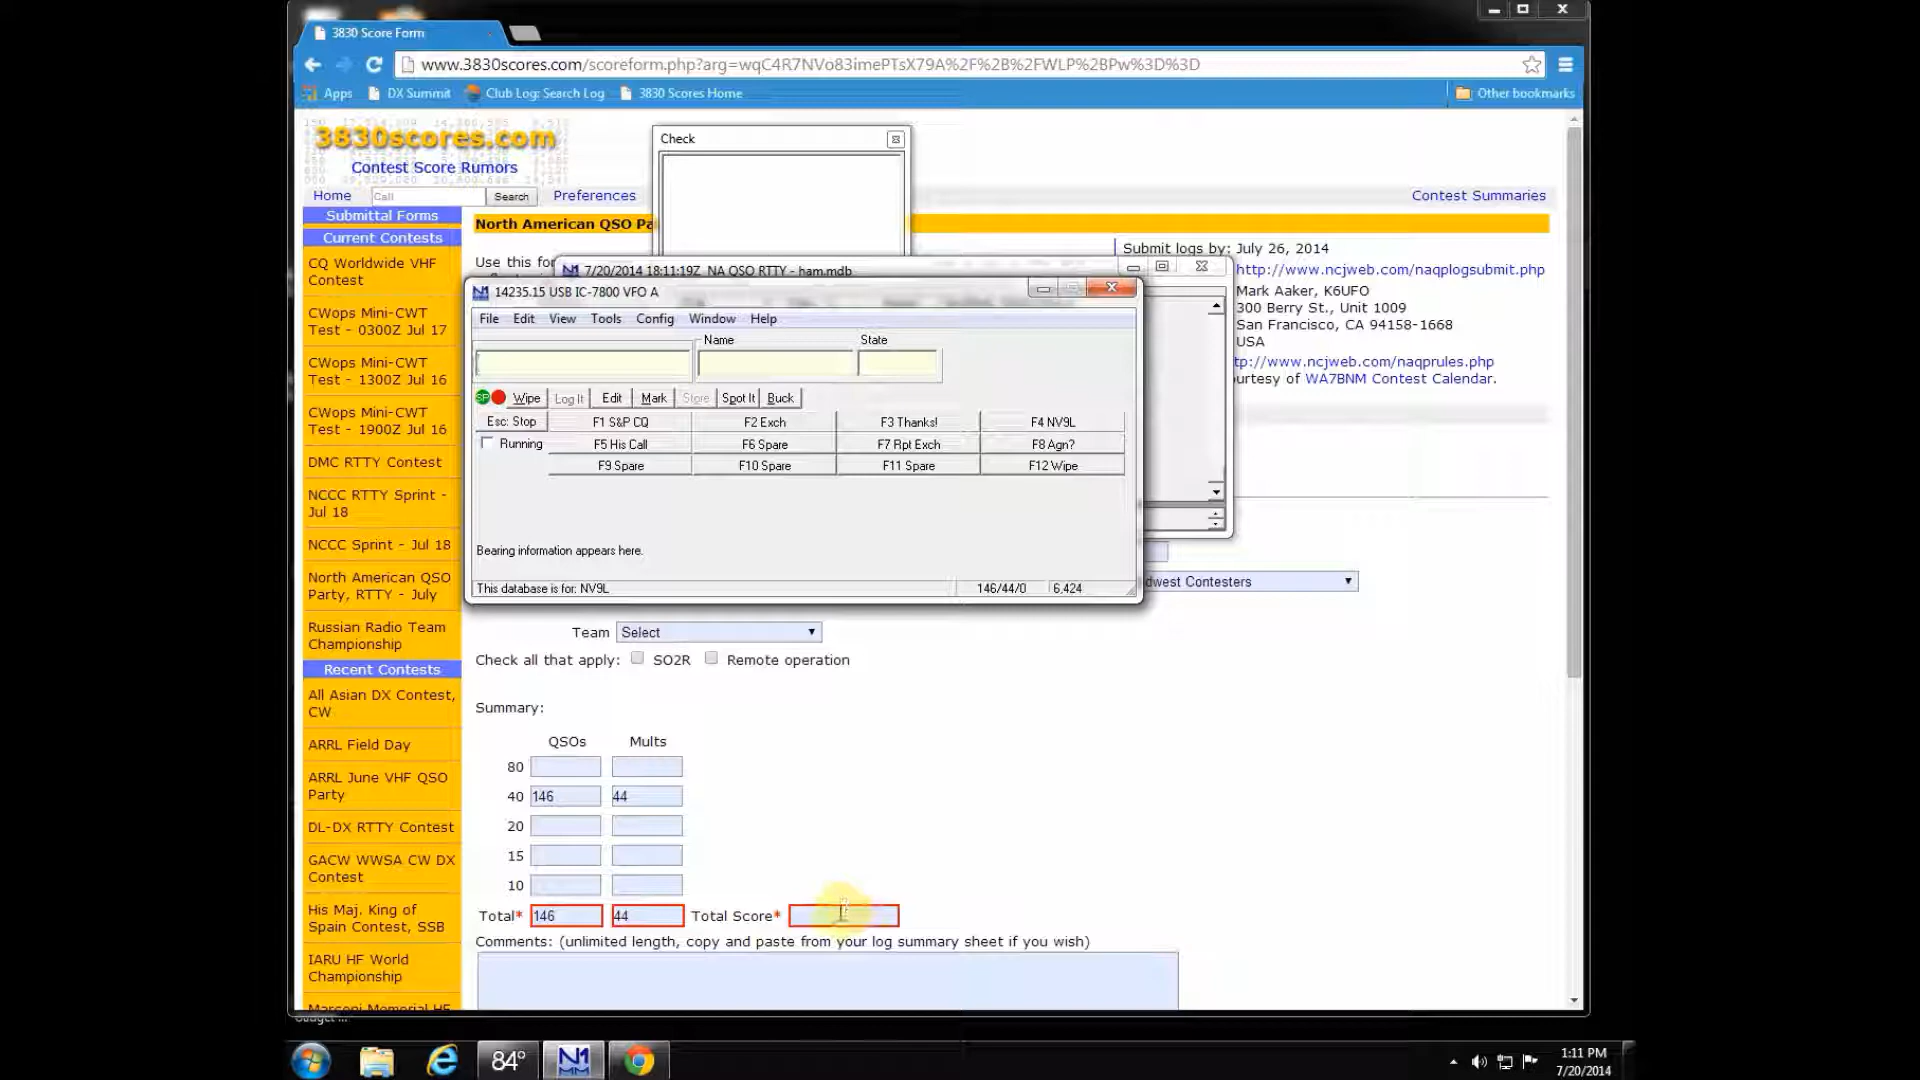 3830 Score Form
www.3830scores.com/scoreform.php?arg=wqC4R7NVo83imePTsX79A%2F%2B%2FWLP%2BPw%3D%3D
Apps DX Summit Club Log: Search Log 3830 Scores Home Other bookmarks
3830scores.com
Contest Score Rumors
Home Call Search Preferences Contest Summaries
Submittal Forms
Current Contests
CQ Worldwide VHF
Contest
CWops Mini-CWT
Test - 0300Z Jul 17
CWops Mini-CWT
Test - 1300Z Jul 16
CWops Mini-CWT
Test - 1900Z Jul 16
DMC RTTY Contest
NCCC RTTY Sprint -
Jul 18
NCCC Sprint - Jul 18
North American QSO
Party, RTTY - July
Russian Radio Team
Championship
Recent Contests
All Asian DX Contest,
CW
ARRL Field Day
ARRL June VHF QSO
Party
DL-DX RTTY Contest
GACW WWSA CW DX
Contest
His Maj. King of
Spain Contest, SSB
IARU HF World
Championship
Marconi Memorial HF
Check
North American QSO Pa
Use this for
Submit logs by: July 26, 2014
http://www.ncjweb.com/naqplogsubmit.php
Mark Aaker, K6UFO
300 Berry St., Unit 1009
San Francisco, CA 94158-1668
USA
tp://www.ncjweb.com/naqprules.php
urtesy of WA7BNM Contest Calendar.
7/20/2014 18:11:19Z NA QSO RTTY - ham.mdb
14235.15 USB IC-7800 VFO A
File Edit View Tools Config Window Help
Name State
SP Wipe Log It Edit Mark Store Spot It Buck
Esc: Stop F1 S&P CQ F2 Exch F3 Thanks! F4 NV9L
Running F5 His Call F6 Spare F7 Rpt Exch F8 Agn?
F9 Spare F10 Spare F11 Spare F12 Wipe
Bearing information appears here.
This database is for: NV9L 146/44/0 6,424
dwest Contesters
Team Select
Check all that apply: SO2R Remote operation
Summary:
QSOs Mults
80
40 146 44
20
15
10
Total* 146 44 Total Score*
Comments: (unlimited length, copy and paste from your log summary sheet if you wish)
84°
N1
MM
1:11 PM
7/20/2014